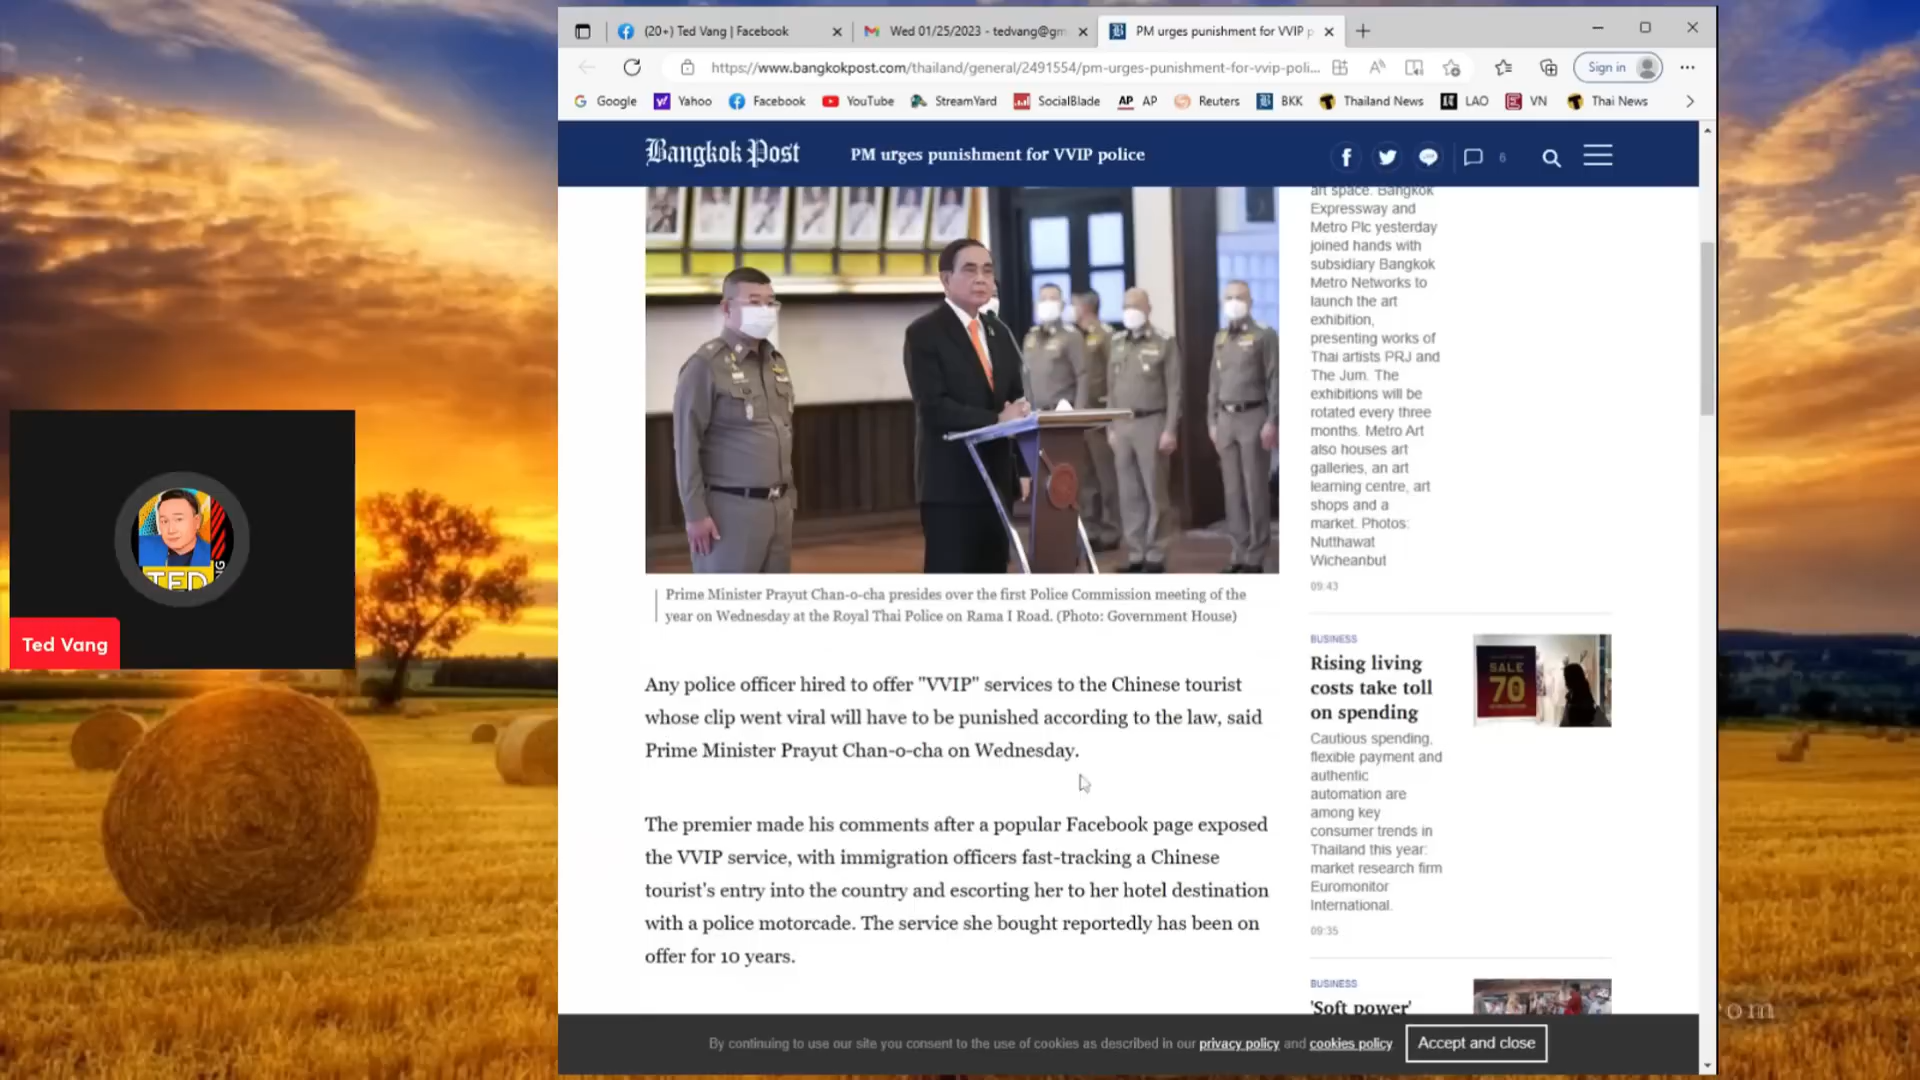 (20+) Ted Vang | Facebook
Wed 01/25/2023 - tedvang@gm
PM urges punishment for VVIP p
https://www.bangkokpost.com/thailand/general/2491554/pm-urges-punishment-for-vvip-poli...
Sign in
Google
Yahoo
Facebook
YouTube
StreamYard
SocialBlade
AP AP
Reuters
BKK
Thailand News
LAO
VN
Thai News
Bangkok Post
PM urges punishment for VVIP police
6
Prime Minister Prayut Chan-o-cha presides over the first Police Commission meeting of the
year on Wednesday at the Royal Thai Police on Rama I Road. (Photo: Government House)
Any police officer hired to offer "VVIP" services to the Chinese tourist
whose clip went viral will have to be punished according to the law, said
Prime Minister Prayut Chan-o-cha on Wednesday.
The premier made his comments after a popular Facebook page exposed
the VVIP service, with immigration officers fast-tracking a Chinese
tourist's entry into the country and escorting her to her hotel destination
with a police motorcade. The service she bought reportedly has been on
offer for 10 years.
art space. Bangkok
Expressway and
Metro Plc yesterday
joined hands with
subsidiary Bangkok
Metro Networks to
launch the art
exhibition,
presenting works of
Thai artists PRJ and
The Jum. The
exhibitions will be
rotated every three
months. Metro Art
also houses art
galleries, an art
learning centre, art
shops and a
market. Photos:
Nutthawat
Wicheanbut
09:43
BUSINESS
Rising living
costs take toll
on spending
SALE
70
Cautious spending,
flexible payment and
authentic
automation are
among key
consumer trends in
Thailand this year:
market research firm
Euromonitor
International.
09:35
BUSINESS
'Soft power'
By continuing to use our site you consent to the use of cookies as described in our privacy policy and cookies policy
Accept and close
TED
Ted Vang
om